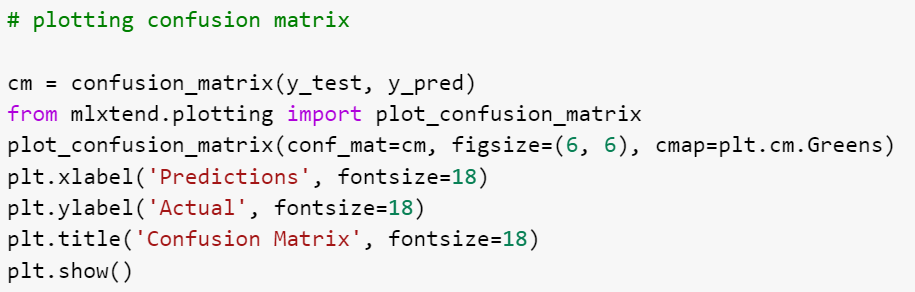 # plotting confusion matrix
cm = confusion_matrix(y_test, y_pred)
from mlxtend.plotting import plot_confusion_matrix
plot_confusion_matrix(conf_mat=cm, figsize=(6, 6), cmap=plt.cm.Greens)
plt.xlabel('Predictions', fontsize=18)
plt.ylabel('Actual', fontsize=18)
plt.title('Confusion Matrix', fontsize=18)
plt.show()